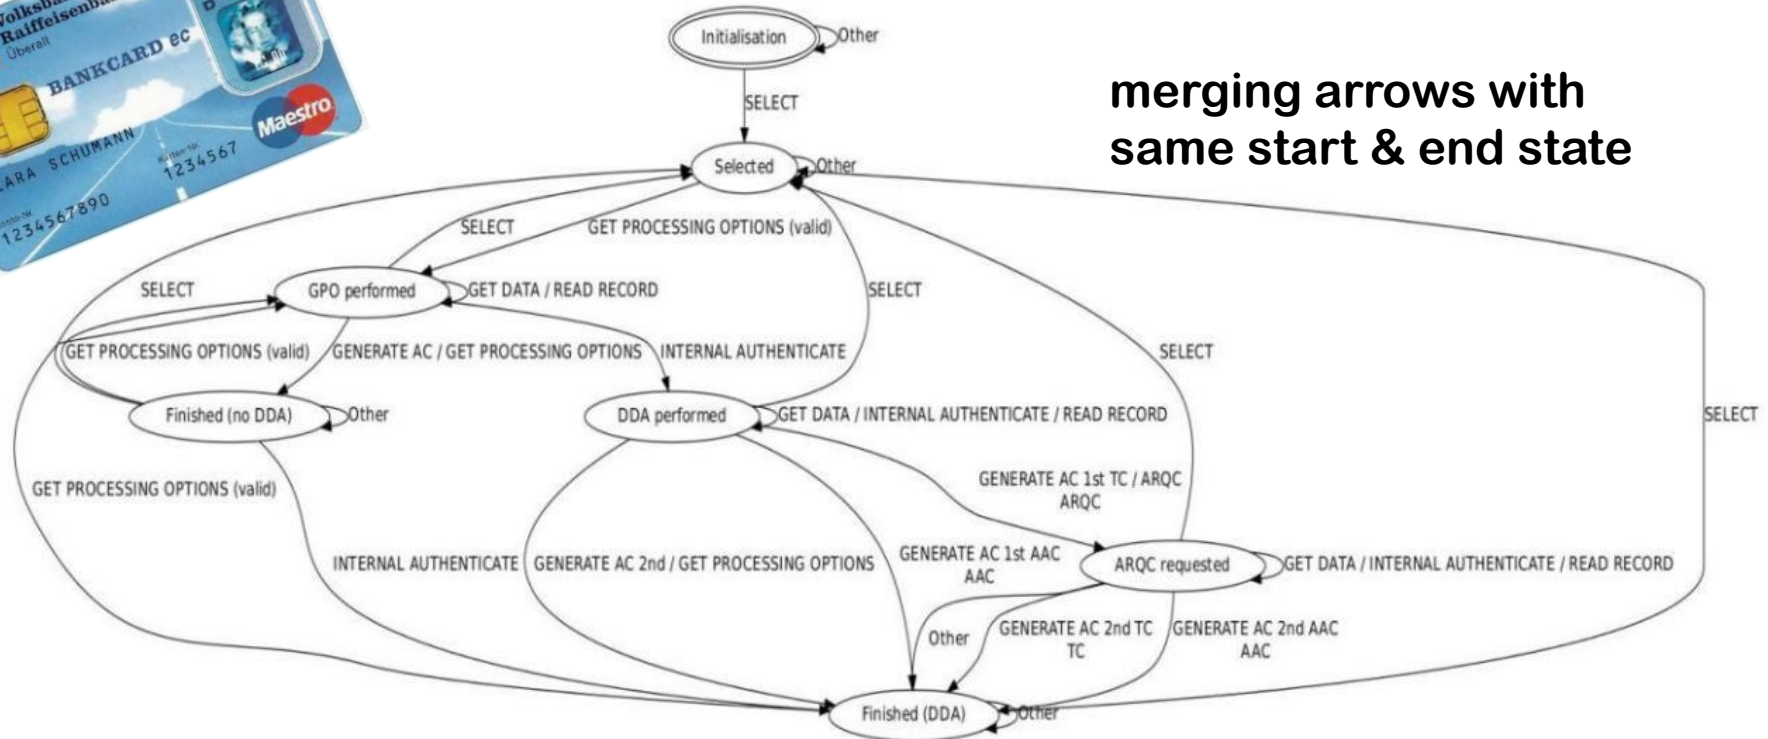 Raiffeisenbank
Überall
BANKCARD ec
Maestro
SCHUMANN
1234567
1234567890
merging arrows with
same start & end state
Initialisation
Other
SELECT
Selected
Other
SELECT
GET PROCESSING OPTIONS (valid)
SELECT
GPO performed
GET DATA / READ RECORD
SELECT
GET PROCESSING OPTIONS (valid)
GENERATE AC / GET PROCESSING OPTIONS
INTERNAL AUTHENTICATE
SELECT
Finished (no DDA)
Other
DDA performed
GET DATA / INTERNAL AUTHENTICATE / READ RECORD
SELECT
GET PROCESSING OPTIONS (valid)
GENERATE AC 1st TC / ARQC
ARQC
INTERNAL AUTHENTICATE
GENERATE AC 2nd / GET PROCESSING OPTIONS
GENERATE AC 1st AAC
AAC
ARQC requested
GET DATA / INTERNAL AUTHENTICATE / READ RECORD
Other
GENERATE AC 2nd TC
TC
GENERATE AC 2nd AAC
AAC
Finished (DDA)
Other